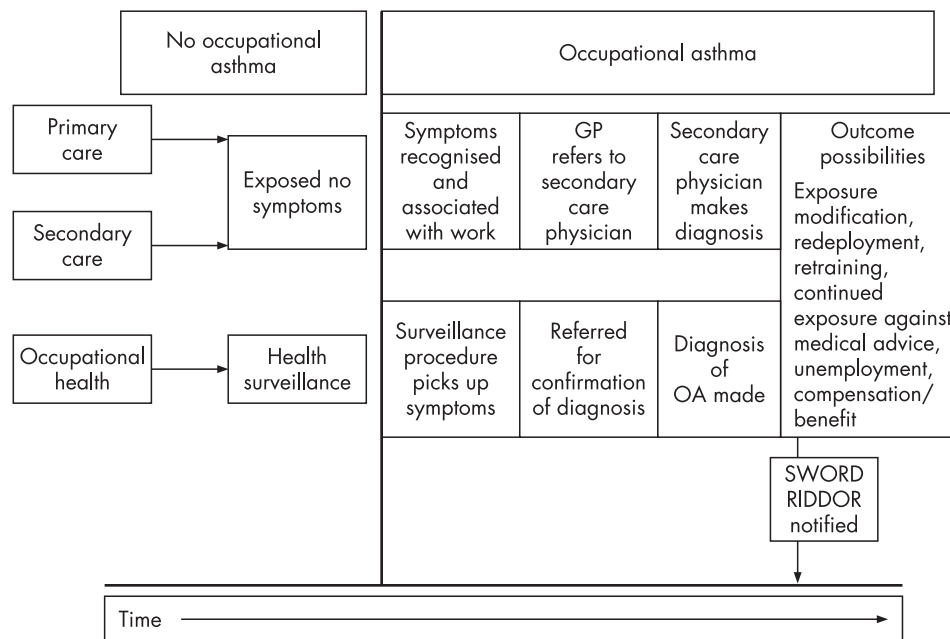 No occupational
asthma
Occupational asthma
Primary
care
Secondary
care
Exposed no
symptoms
Symptoms
recognised
and
associated
with work
GP
refers to
secondary
care
physician
Secondary
care
physician
makes
diagnosis
Outcome
possibilities
Exposure
modification,
redeployment,
retraining,
continued
exposure against
medical advice,
unemployment,
compensation/
benefit
Occupational
health
Health
surveillance
Surveillance
procedure
picks up
symptoms
Referred
for
confirmation
of diagnosis
Diagnosis
of
OA made
SWORD
RIDDOR
notified
Time